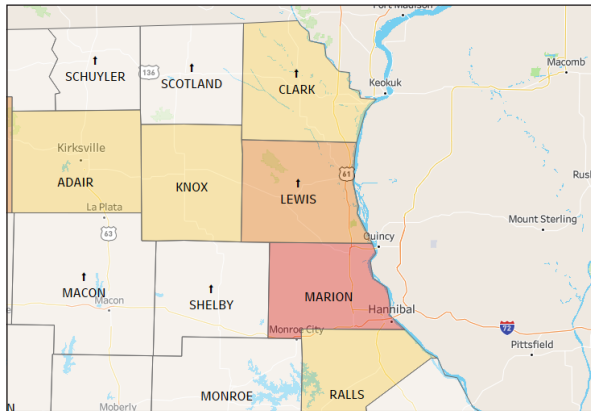 Fort Madison
Macomb
SCHUYLER
136
SCOTLAND
CLARK
Keokuk
Kirksville
ADAIR
KNOX
LEWIS
61
Rus
La Plata
Mount Sterling
63
Quincy
MACON
Macon
SHELBY
MARION
Hannibal
72
Monroe City
Pittsfield
MONROE
RALLS
Moberly
N